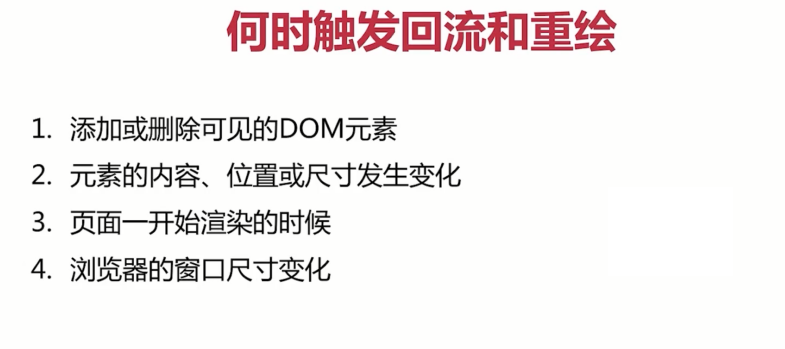 何时触发回流和重绘
1. 添加或删除可见的DOM元素
2. 元素的内容、位置或尺寸发生变化
3. 页面一开始渲染的时候
4. 浏览器的窗口尺寸变化